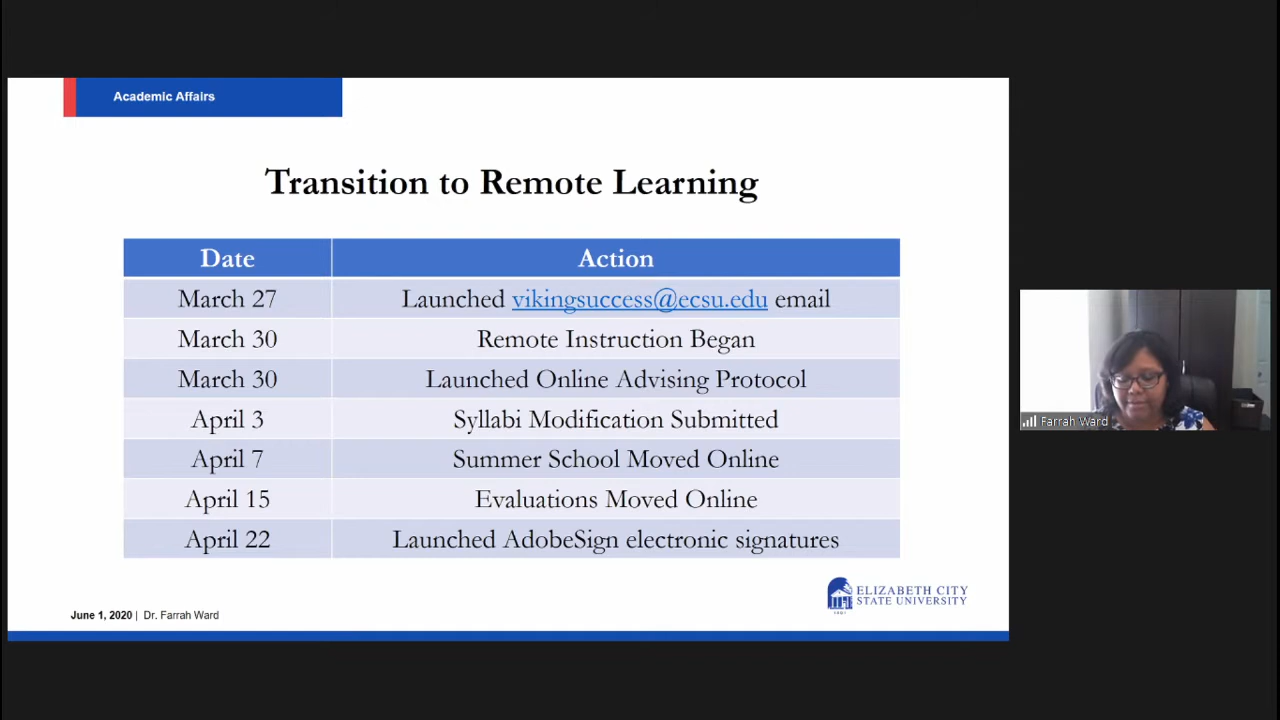 Academic Affairs
Transition to Remote Learning
Date Action
March 27 Launched vikingsuccess@ecsu.edu email
March 30 Remote Instruction Began
March 30 Launched Online Advising Protocol
April 3 Syllabi Modification Submitted
April 7 Summer School Moved Online
April 15 Evaluations Moved Online
April 22 Launched AdobeSign electronic signatures
June 1, 2020 | Dr. Farrah Ward
ELIZABETH CITY
STATE UNIVERSITY
Farrah Ward